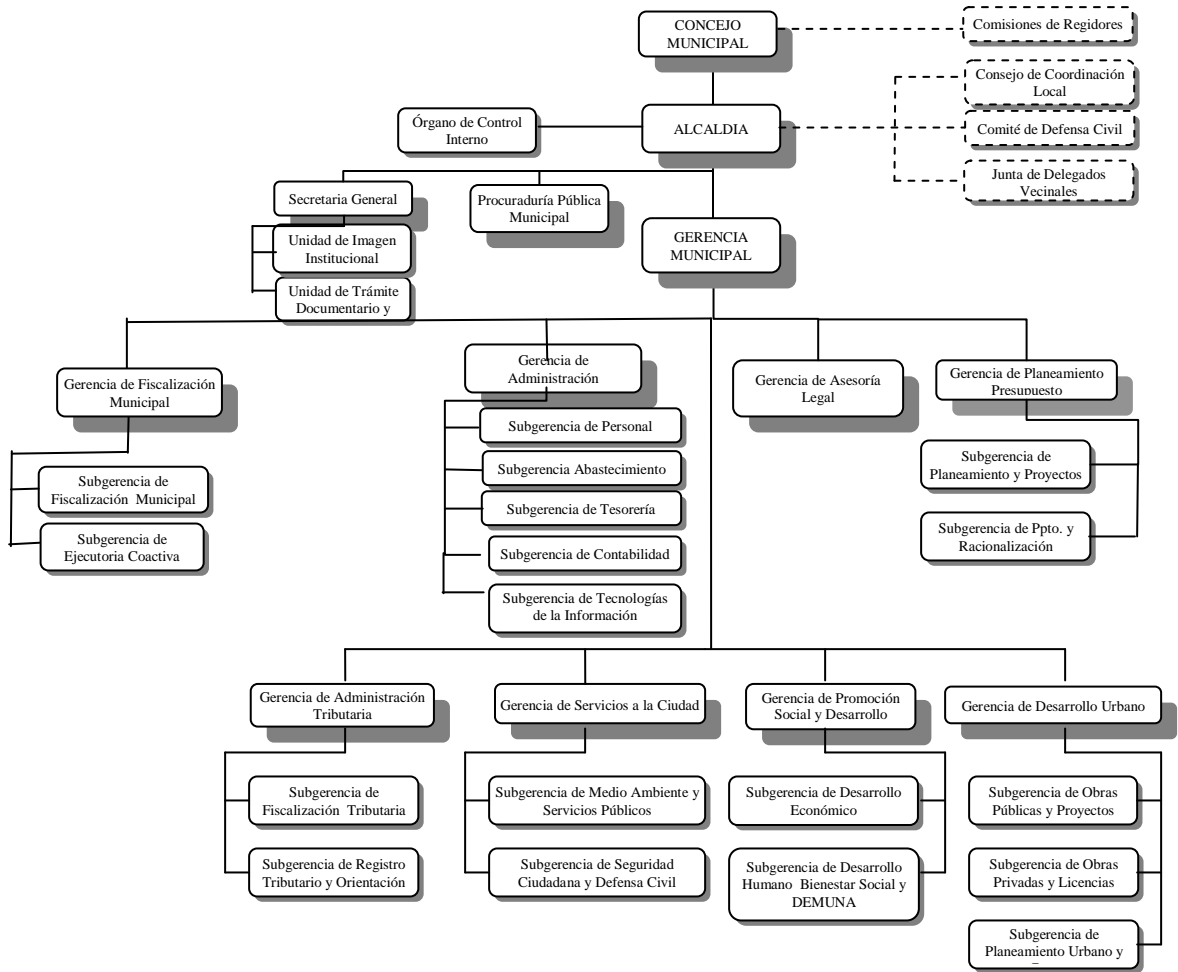 CONCEJO
MUNICIPAL
Comisiones de Regidores
Consejo de Coordinación
Local
Órgano de Control
Interno
ALCALDIA
Comité de Defensa Civil
Junta de Delegados
Vecinales
Secretaria General
Procuraduría Pública
Municipal
GERENCIA
MUNICIPAL
Unidad de Imagen
Institucional
Unidad de Trámite
Documentario y
Gerencia de Fiscalización
Municipal
Gerencia de
Administración
Gerencia de Asesoría
Legal
Gerencia de Planeamiento
Presupuesto
Subgerencia de
Fiscalización Municipal
Subgerencia de
Ejecutoria Coactiva
Subgerencia de Personal
Subgerencia Abastecimiento
Subgerencia de Tesorería
Subgerencia de Contabilidad
Subgerencia de Tecnologías
de la Información
Subgerencia de
Planeamiento y Proyectos
Subgerencia de Ppto. y
Racionalización
Gerencia de Administración
Tributaria
Gerencia de Servicios a la Ciudad
Gerencia de Promoción
Social y Desarrollo
Gerencia de Desarrollo Urbano
Subgerencia de
Fiscalización Tributaria
Subgerencia de Registro
Tributario y Orientación
Subgerencia de Medio Ambiente y
Servicios Públicos
Subgerencia de Seguridad
Ciudadana y Defensa Civil
Subgerencia de Desarrollo
Económico
Subgerencia de Desarrollo
Humano Bienestar Social y
DEMUNA
Subgerencia de Obras
Públicas y Proyectos
Subgerencia de Obras
Privadas y Licencias
Subgerencia de
Planeamiento Urbano y